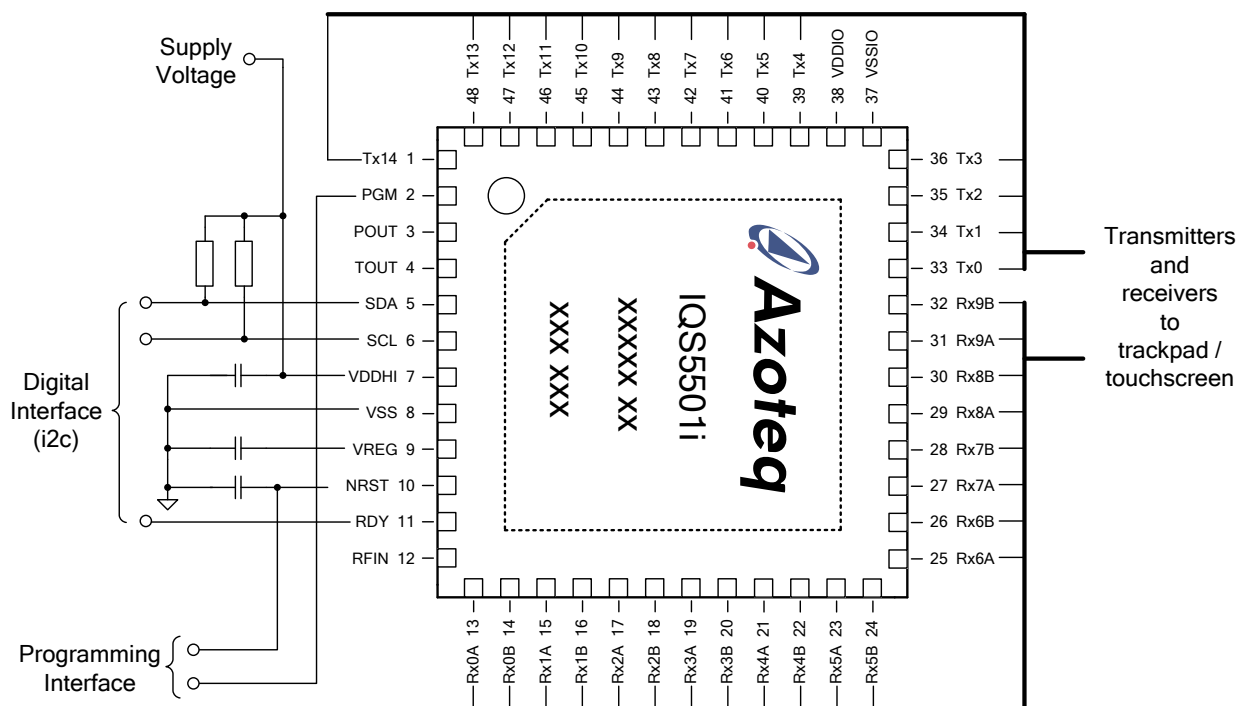 Supply
Voltage
48 Tx13
47 Tx12
46 Tx11
45 Tx10
44 Tx9
43 Tx8
42 Tx7
41 Tx6
40 Tx5
39 Tx4
38 VDDIO
37 VSSIO
Tx14 1
PGM 2
POUT 3
TOUT 4
SDA 5
SCL 6
VDDHI 7
VSS 8
VREG 9
NRST 10
RDY 11
RFIN 12
36 Tx3
35 Tx2
34 Tx1
33 Tx0
32 Rx9B
31 Rx9A
30 Rx8B
29 Rx8A
28 Rx7B
27 Rx7A
26 Rx6B
25 Rx6A
Azoteq
IQS5501i
xxxxx xx
xxx xx xx
Transmitters
and
receivers
to
trackpad /
touchscreen
Digital
Interface
(i2c)
Programming
Interface
Rx0A 13
Rx0B 14
Rx1A 15
Rx1B 16
Rx2A 17
Rx2B 18
Rx3A 19
Rx3B 20
Rx4A 21
Rx4B 22
Rx5A 23
Rx5B 24